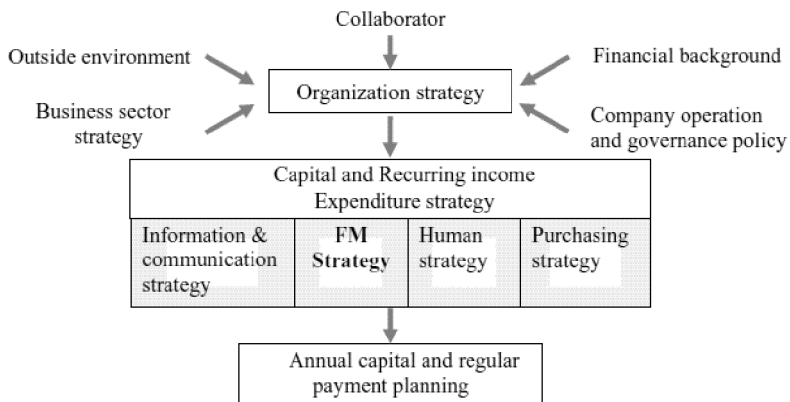 Collaborator
Outside environment
Financial background
Organization strategy
Business sector
strategy
Company operation
and governance policy
Capital and Recurring income
Expenditure strategy
Information &
communication
strategy
FM
Strategy
Human
strategy
Purchasing
strategy
Annual capital and regular
payment planning